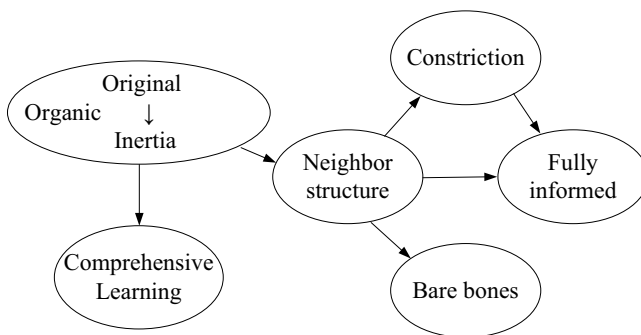 Original
Organic ↓
Inertia
Constriction
Neighbor
structure
Fully
informed
Comprehensive
Learning
Bare bones